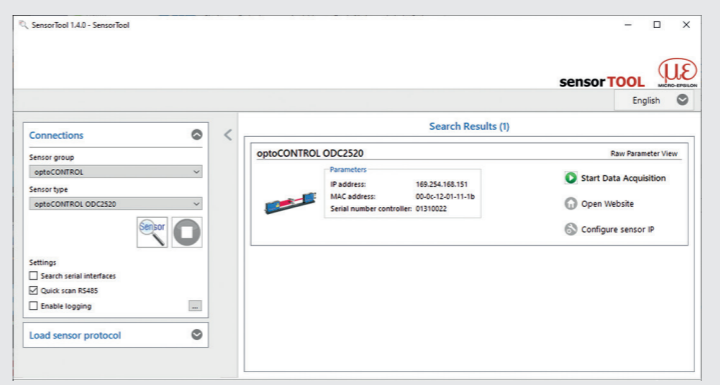 SensorTool 1.4.0 - SensorTool
sensorTOOL
με
MICRO-EPSILON
English
Connections
Sensor group
optoCONTROL
Sensor type
optoCONTROL ODC2520
Sensor
Settings
Search serial interfaces
Quick scan RS485
Enable logging
...
Load sensor protocol
Search Results (1)
optoCONTROL ODC2520
Raw Parameter View
Parameters
IP address: 169.254.168.151
MAC address: 00-0c-12-01-11-1b
Serial number controller: 01310022
Start Data Acquisition
Open Website
Configure sensor IP